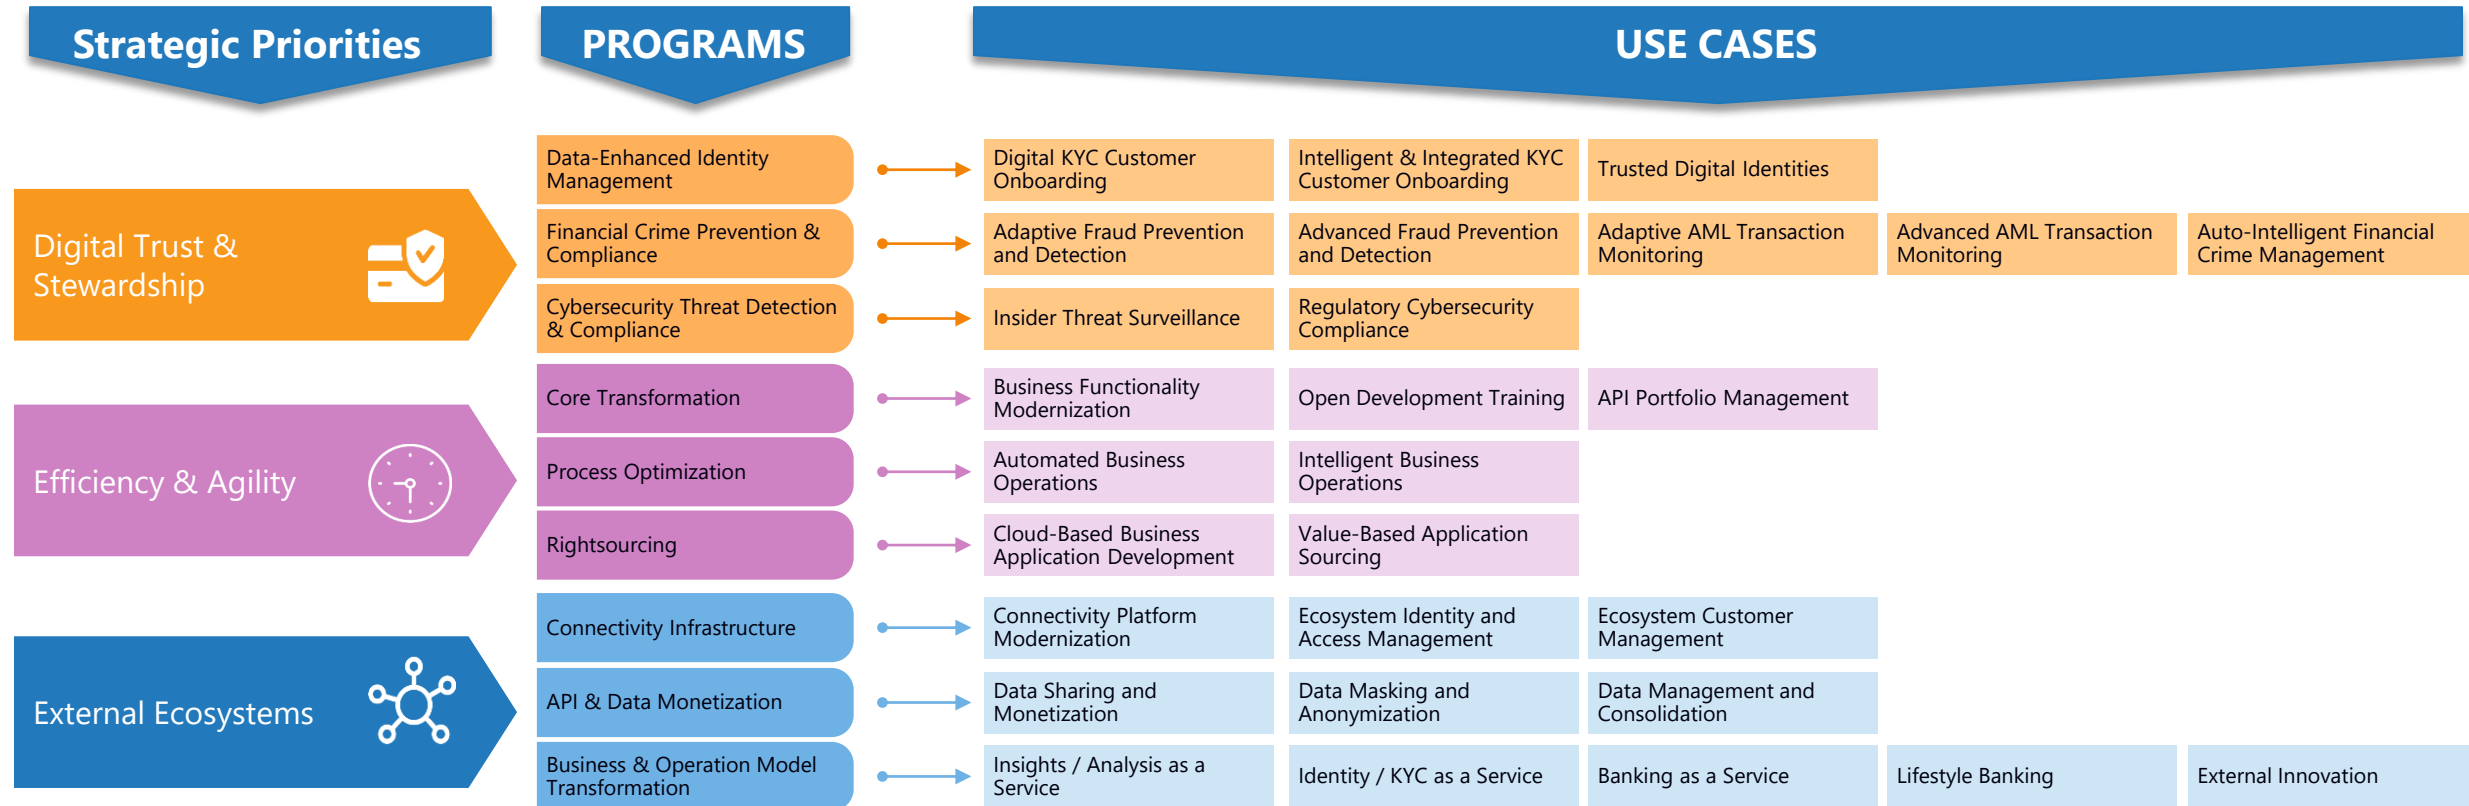 Strategic Priorities
PROGRAMS
USE CASES
Digital Trust &
Stewardship
Data-Enhanced Identity
Management
Digital KYC Customer
Onboarding
Intelligent & Integrated KYC
Customer Onboarding
Trusted Digital Identities
Financial Crime Prevention &
Compliance
Adaptive Fraud Prevention
and Detection
Advanced Fraud Prevention
and Detection
Adaptive AML Transaction
Monitoring
Advanced AML Transaction
Monitoring
Auto-Intelligent Financial
Crime Management
Cybersecurity Threat Detection
& Compliance
Insider Threat Surveillance
Regulatory Cybersecurity
Compliance
Efficiency & Agility
Core Transformation
Business Functionality
Modernization
Open Development Training
API Portfolio Management
Process Optimization
Automated Business
Operations
Intelligent Business
Operations
Rightsourcing
Cloud-Based Business
Application Development
Value-Based Application
Sourcing
External Ecosystems
Connectivity Infrastructure
Connectivity Platform
Modernization
Ecosystem Identity and
Access Management
Ecosystem Customer
Management
API & Data Monetization
Data Sharing and
Monetization
Data Masking and
Anonymization
Data Management and
Consolidation
Business & Operation Model
Transformation
Insights / Analysis as a
Service
Identity / KYC as a Service
Banking as a Service
Lifestyle Banking
External Innovation